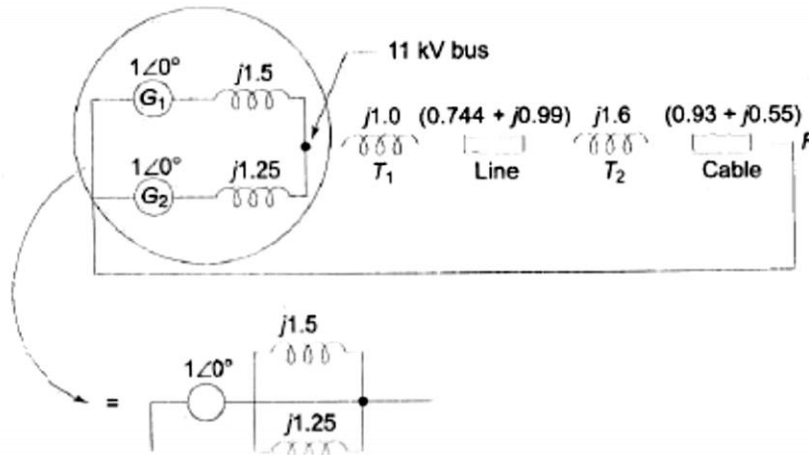 11 kV bus
1∠0° j1.5
G₁
j1.0 (0.744 + j0.99) j1.6 (0.93 + j0.55)
T₁ Line T₂ Cable
1∠0° j1.25
G₂
j1.5
1∠0°
=
j1.25